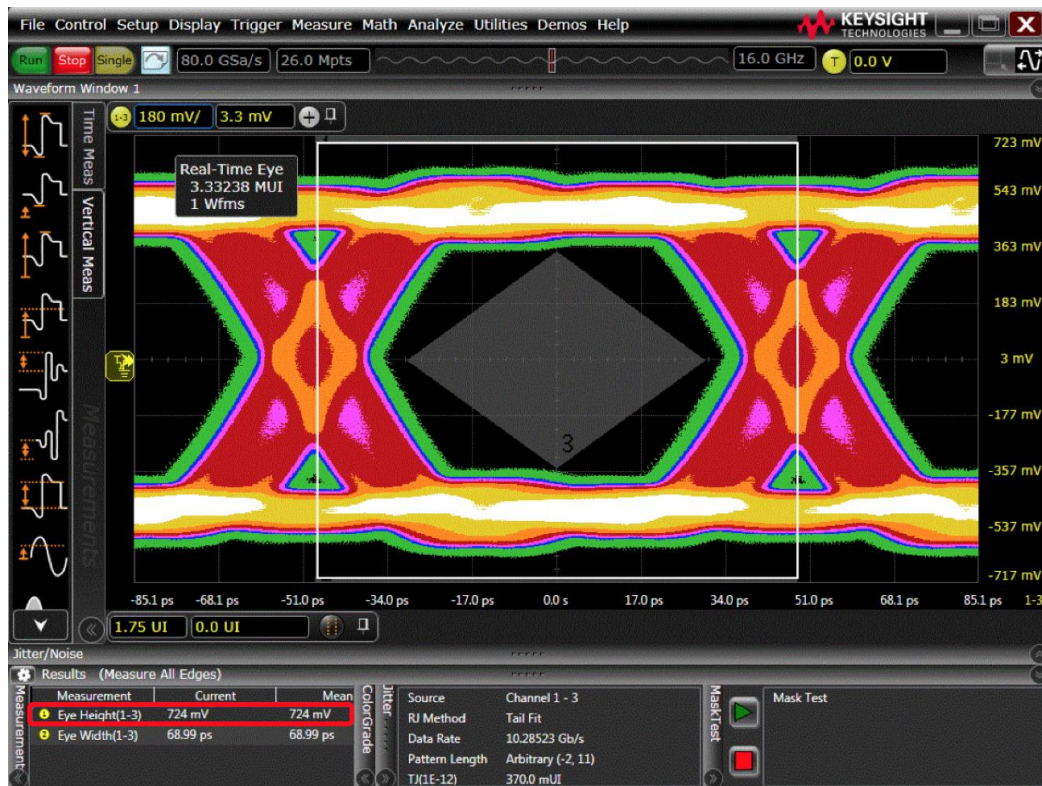 File Control Setup Display Trigger Measure Math Analyze Utilities Demos Help
KEYSIGHT
TECHNOLOGIES
Run Stop Single 80.0 GSa/s 26.0 Mpts 16.0 GHz T 0.0 V
Waveform Window 1
1-3 180 mV/ 3.3 mV
Time Meas
Vertical Meas
Measurements
Real-Time Eye
3.33238 MUI
1 Wfms
723 mV
543 mV
363 mV
183 mV
3 mV
-177 mV
-357 mV
-537 mV
-717 mV
3
-85.1 ps -68.1 ps -51.0 ps -34.0 ps -17.0 ps 0.0 s 17.0 ps 34.0 ps 51.0 ps 68.1 ps 85.1 ps 1-3
1.75 UI 0.0 UI
Jitter/Noise
Results (Measure All Edges)
Measurement
Measurement Current Mean
1 Eye Height(1-3) 724 mV 724 mV
2 Eye Width(1-3) 68.99 ps 68.99 ps
ColorGrade
Jitter
Source Channel 1 - 3
RJ Method Tail Fit
Data Rate 10.28523 Gb/s
Pattern Length Arbitrary (-2, 11)
TJ(1E-12) 370.0 mUI
MaskTest
Mask Test